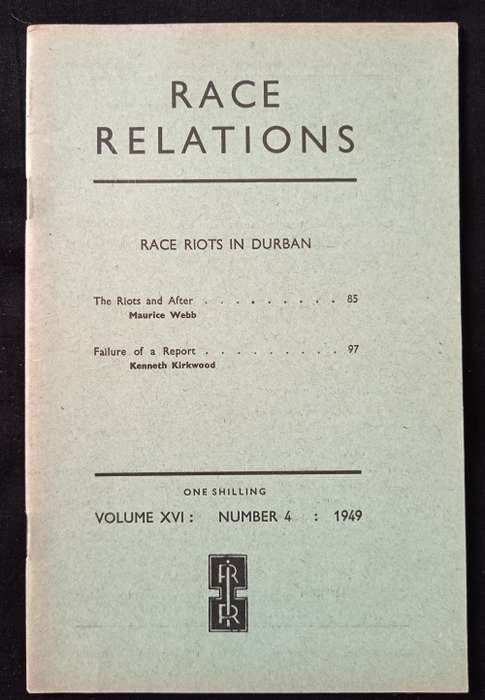 RACE
RELATIONS
RACE RIOTS IN DURBAN
The Riots and After . . . . . . . . . 85
Maurice Webb
Failure of a Report . . . . . . . . . 97
Kenneth Kirkwood
ONE SHILLING
VOLUME XVI : NUMBER 4 : 1949